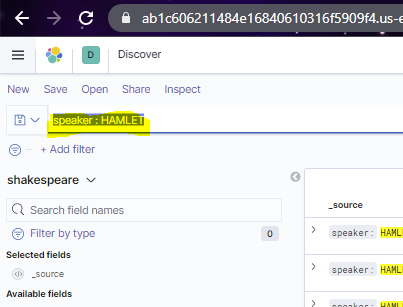 ab1c606211484e16840610316f5909f4.us-e
D Discover
New Save Open Share Inspect
speaker : HAMLET
+ Add filter
shakespeare
Search field names
Filter by type 0
Selected fields
_source
Available fields
_source
speaker: HAML
speaker: HAML
speaker: HAML